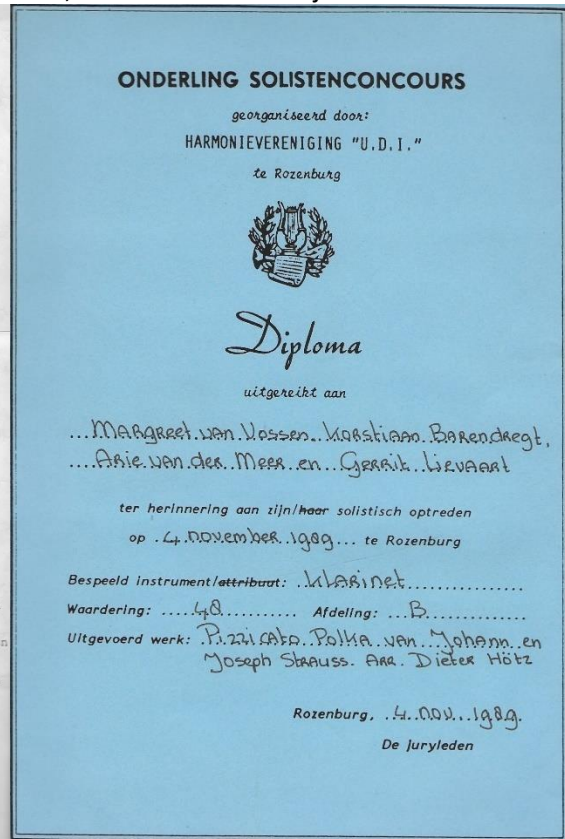 ONDERLING SOLISTENCONCOURS
georganiseerd door:
HARMONIEVERENIGING "U.D.I."
te Rozenburg
Diploma
uitgereikt aan
...Margreet van Vossen..Korstiaan.Barendregt,
....Arie van der Meer en Gerrit Lievaart
ter herinnering aan zijn/haar solistisch optreden
op .4.november.1989... te Rozenburg
Bespeeld instrument/attribuut: .Klarinet...............
Waardering: .....48.......... Afdeling: ...B..............
Uitgevoerd werk: Pizzicato Polka van Johann en
Joseph Strauss. Arr. Dieter Hötz
Rozenburg, ..4.nov...1989.
De juryleden